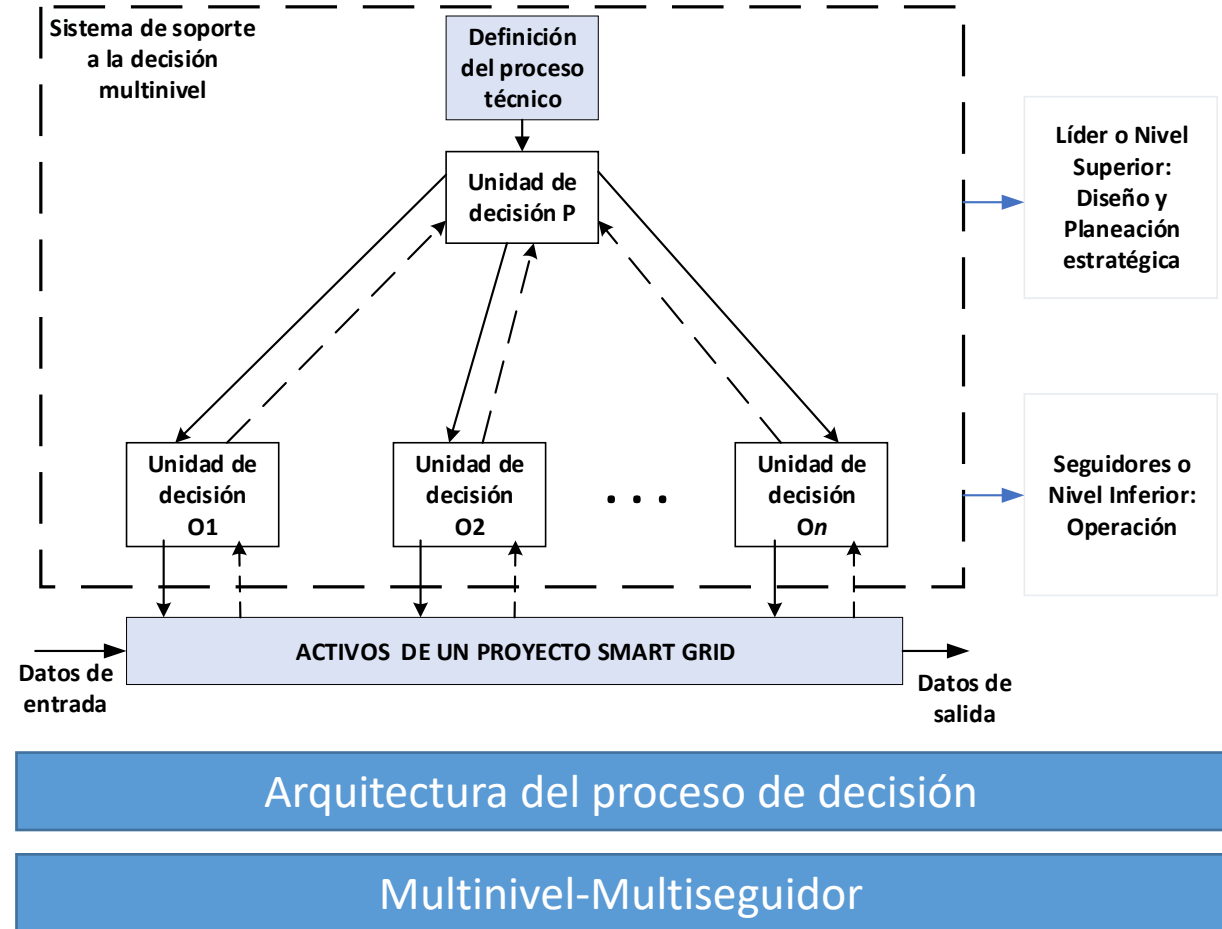 Sistema de soporte
a la decisión
multinivel
Definición
del proceso
técnico
Unidad de
decisión P
Líder o Nivel
Superior:
Diseño y
Planeación
estratégica
Unidad de
decisión
O1
Unidad de
decisión
O2
. . .
Unidad de
decisión
On
Seguidores o
Nivel Inferior:
Operación
ACTIVOS DE UN PROYECTO SMART GRID
Datos de
entrada
Datos de
salida
Arquitectura del proceso de decisión
Multinivel-Multiseguidor